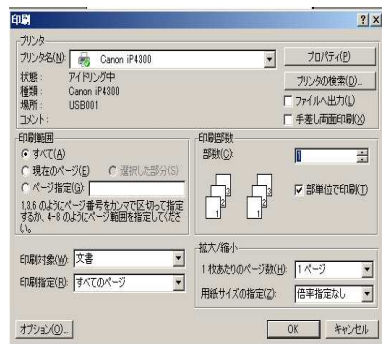 印刷
プリンタ
プリンタ名(N): Canon iP4300 プロパティ(P)
状態: アイドリング中 プリンタの検索(D)...
種類: Canon iP4300
場所: USB001 ファイルへ出力(L)
コメント: 手差し両面印刷(X)
印刷範囲 印刷部数
すべて(A) 部数(C): 1
現在のページ(E) 選択した部分(S)
ページ指定(G): 部単位で印刷(T)
1,3,6 のようにページ番号をカンマで区切って指定
するか、4-8 のようにページ範囲を指定してくださ
い。
拡大/縮小
印刷対象(W): 文書 1 枚あたりのページ数(H): 1 ページ
印刷指定(R): すべてのページ 用紙サイズの指定(Z): 倍率指定なし
オプション(O)... OK キャンセル